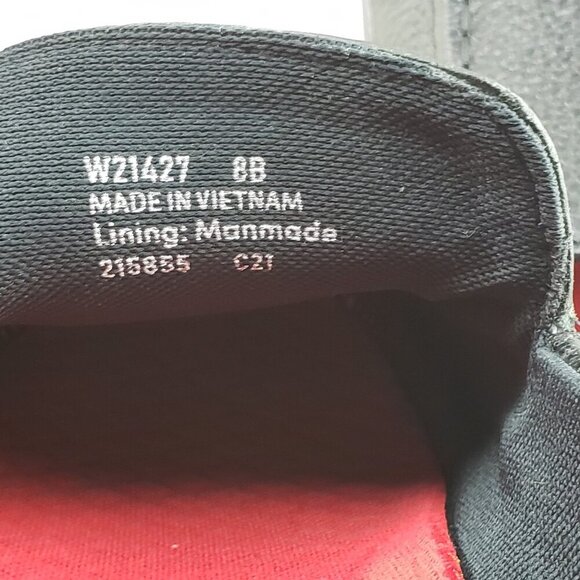 W21427 8B
MADE IN VIETNAM
Lining: Manmade
215855 C21